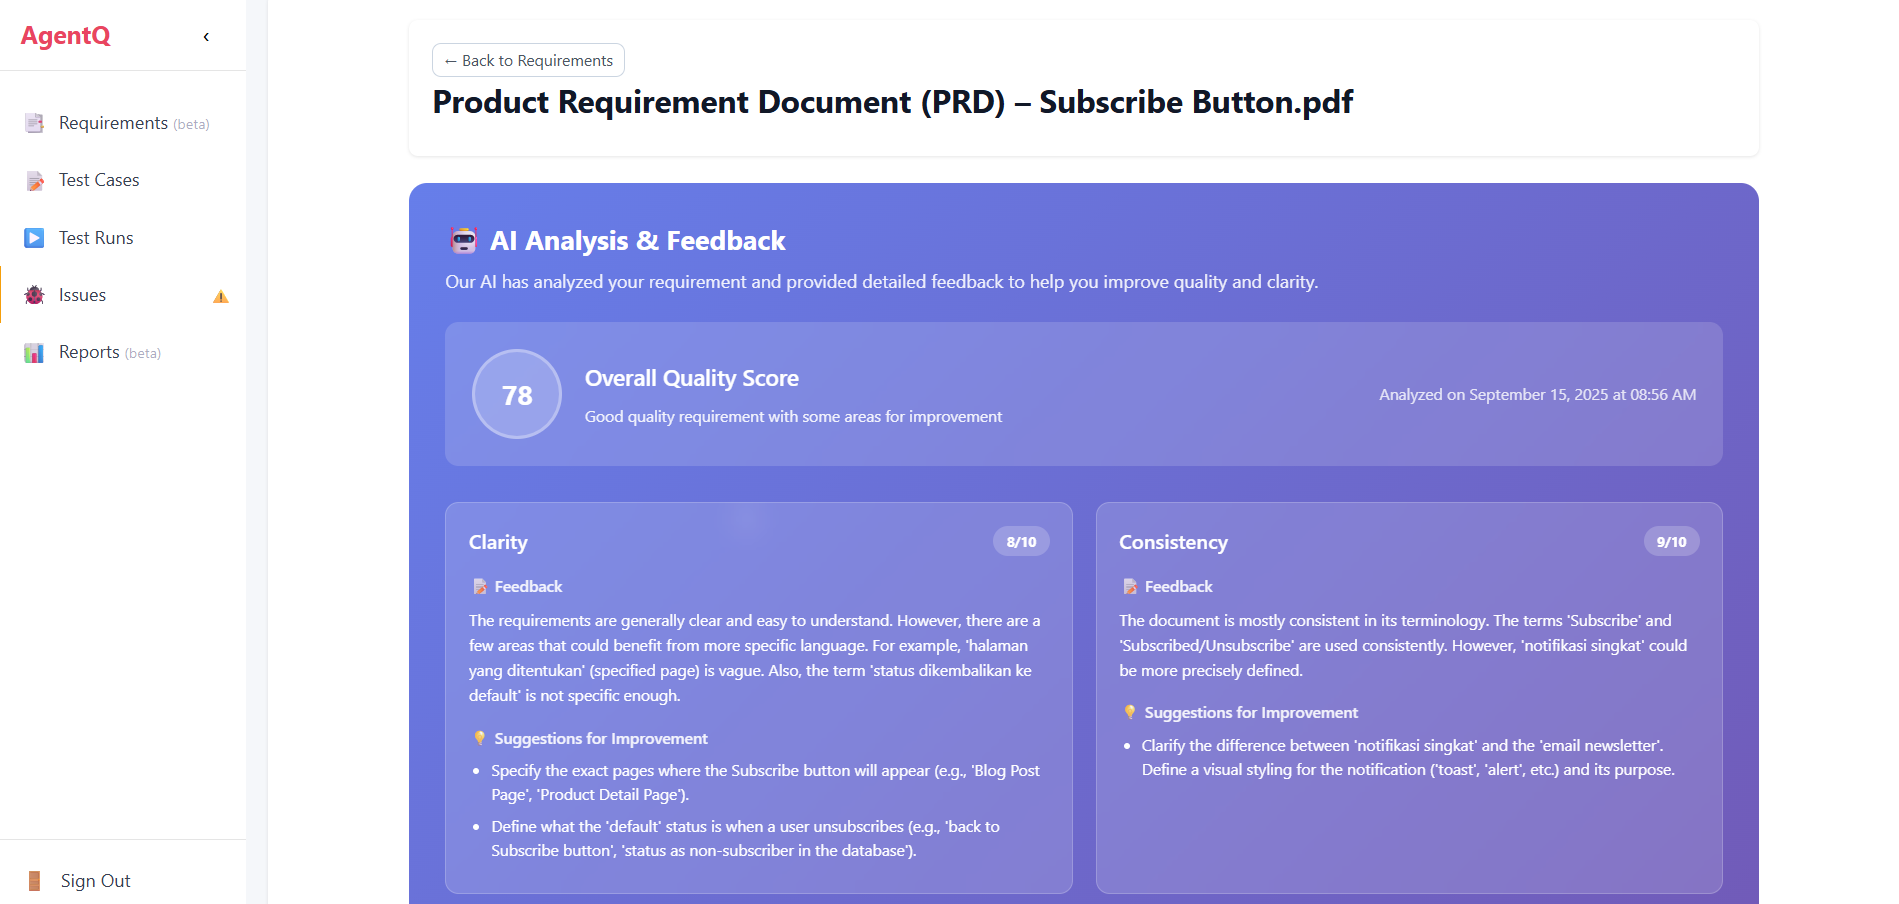 AgentQ
‹
Requirements (beta)
Test Cases
Test Runs
Issues
Reports (beta)
Sign Out
← Back to Requirements
Product Requirement Document (PRD) – Subscribe Button.pdf
AI Analysis & Feedback
Our AI has analyzed your requirement and provided detailed feedback to help you improve quality and clarity.
78
Overall Quality Score
Good quality requirement with some areas for improvement
Analyzed on September 15, 2025 at 08:56 AM
Clarity
8/10
Feedback
The requirements are generally clear and easy to understand. However, there are a
few areas that could benefit from more specific language. For example, 'halaman
yang ditentukan' (specified page) is vague. Also, the term 'status dikembalikan ke
default' is not specific enough.
Suggestions for Improvement
• Specify the exact pages where the Subscribe button will appear (e.g., 'Blog Post
Page', 'Product Detail Page').
• Define what the 'default' status is when a user unsubscribes (e.g., 'back to
Subscribe button', 'status as non-subscriber in the database').
Consistency
9/10
Feedback
The document is mostly consistent in its terminology. The terms 'Subscribe' and
'Subscribed/Unsubscribe' are used consistently. However, 'notifikasi singkat' could
be more precisely defined.
Suggestions for Improvement
• Clarify the difference between 'notifikasi singkat' and the 'email newsletter'.
Define a visual styling for the notification ('toast', 'alert', etc.) and its purpose.